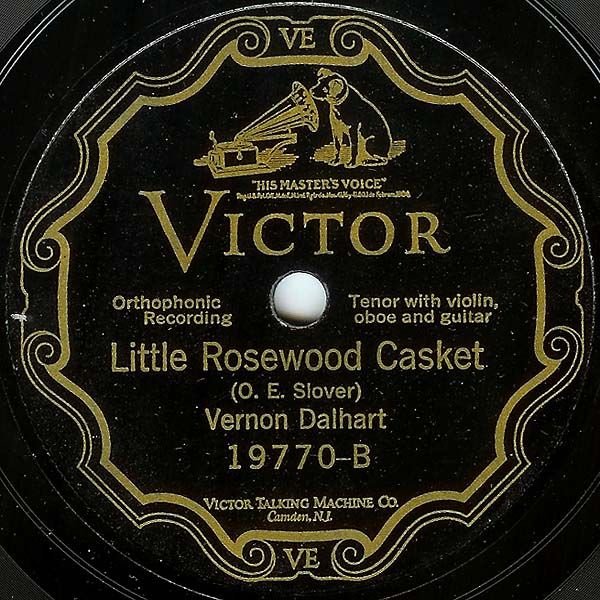 VE
"HIS MASTER'S VOICE"
VICTOR
Orthophonic
Recording
Tenor with violin,
oboe and guitar
Little Rosewood Casket
(O. E. Slover)
Vernon Dalhart
19770-B
VICTOR TALKING MACHINE CO.
Camden, N.J.
VE